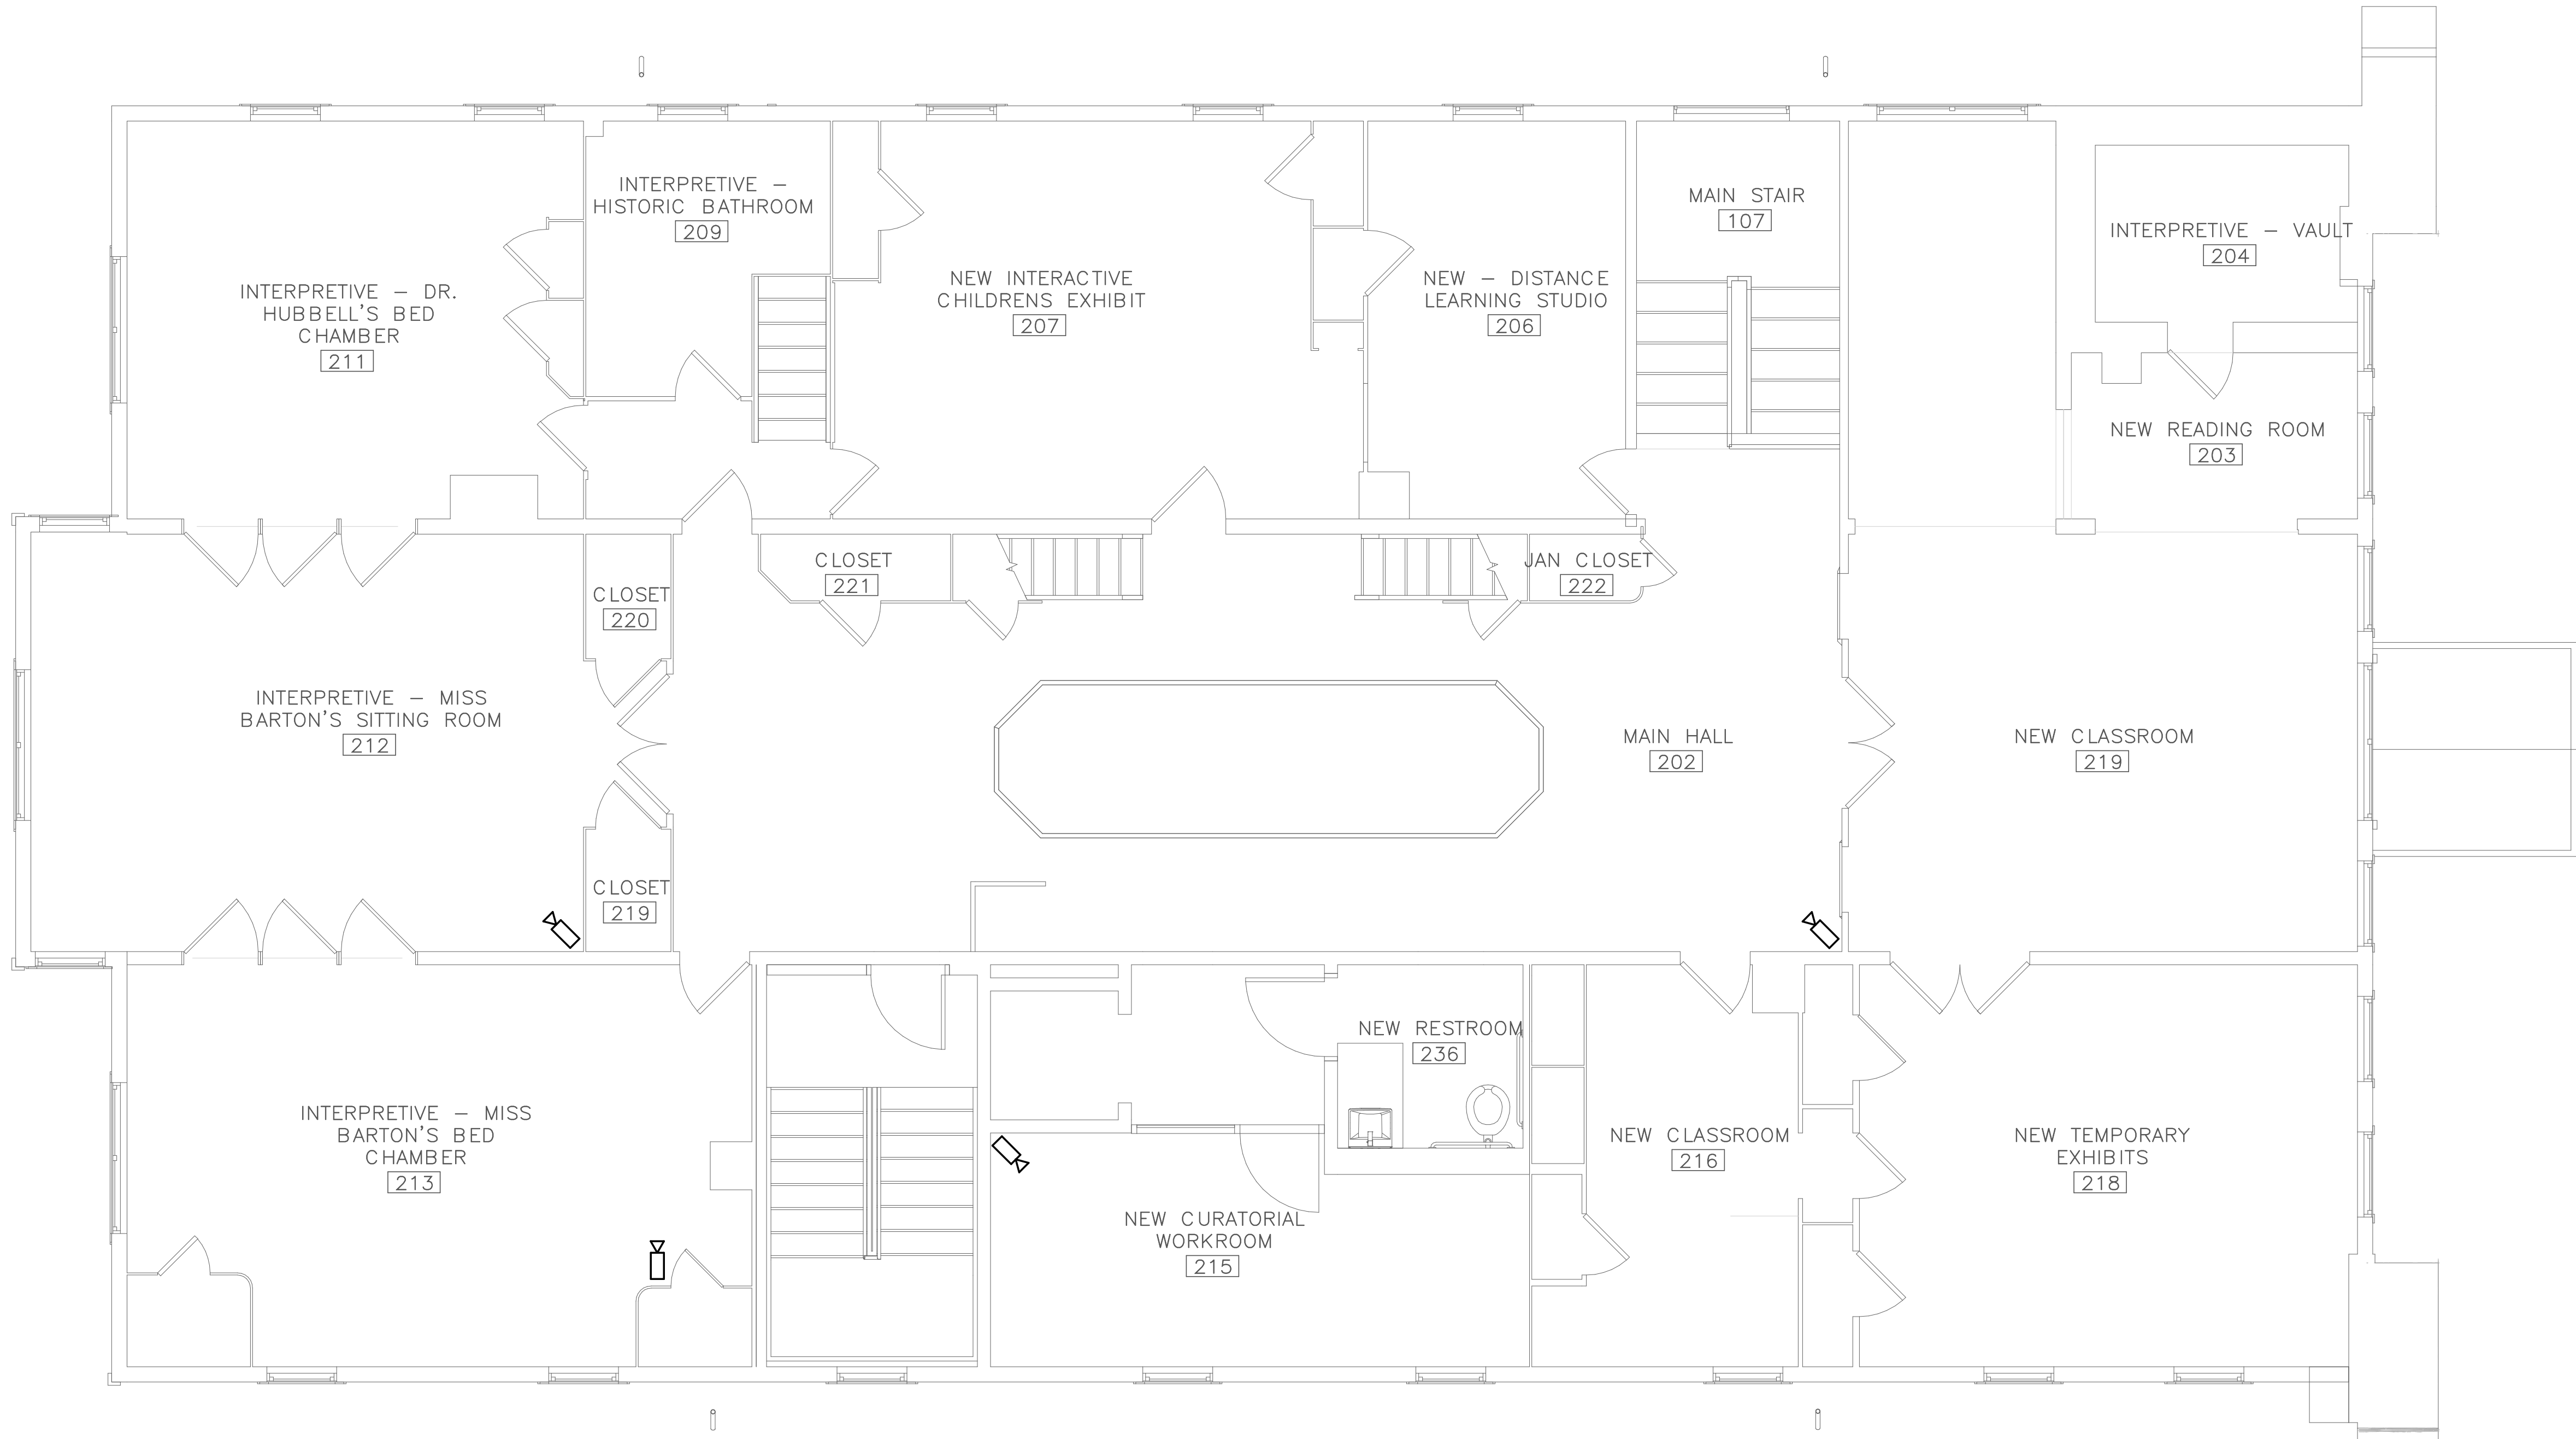 INTERPRETIVE – DR.
HUBBELL'S BED
CHAMBER
211
INTERPRETIVE –
HISTORIC BATHROOM
209
NEW INTERACTIVE
CHILDRENS EXHIBIT
207
NEW – DISTANCE
LEARNING STUDIO
206
MAIN STAIR
107
INTERPRETIVE – VAULT
204
NEW READING ROOM
203
CLOSET
220
CLOSET
221
JAN CLOSET
222
INTERPRETIVE – MISS
BARTON'S SITTING ROOM
212
MAIN HALL
202
NEW CLASSROOM
219
CLOSET
219
INTERPRETIVE – MISS
BARTON'S BED
CHAMBER
213
NEW RESTROOM
236
NEW CURATORIAL
WORKROOM
215
NEW CLASSROOM
216
NEW TEMPORARY
EXHIBITS
218